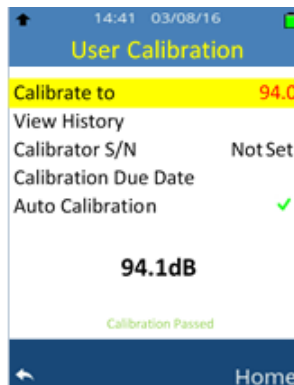 14:41 03/08/16
User Calibration
Calibrate to 94.0
View History
Calibrator S/N Not Set
Calibration Due Date
Auto Calibration
94.1dB
Calibration Passed
Home